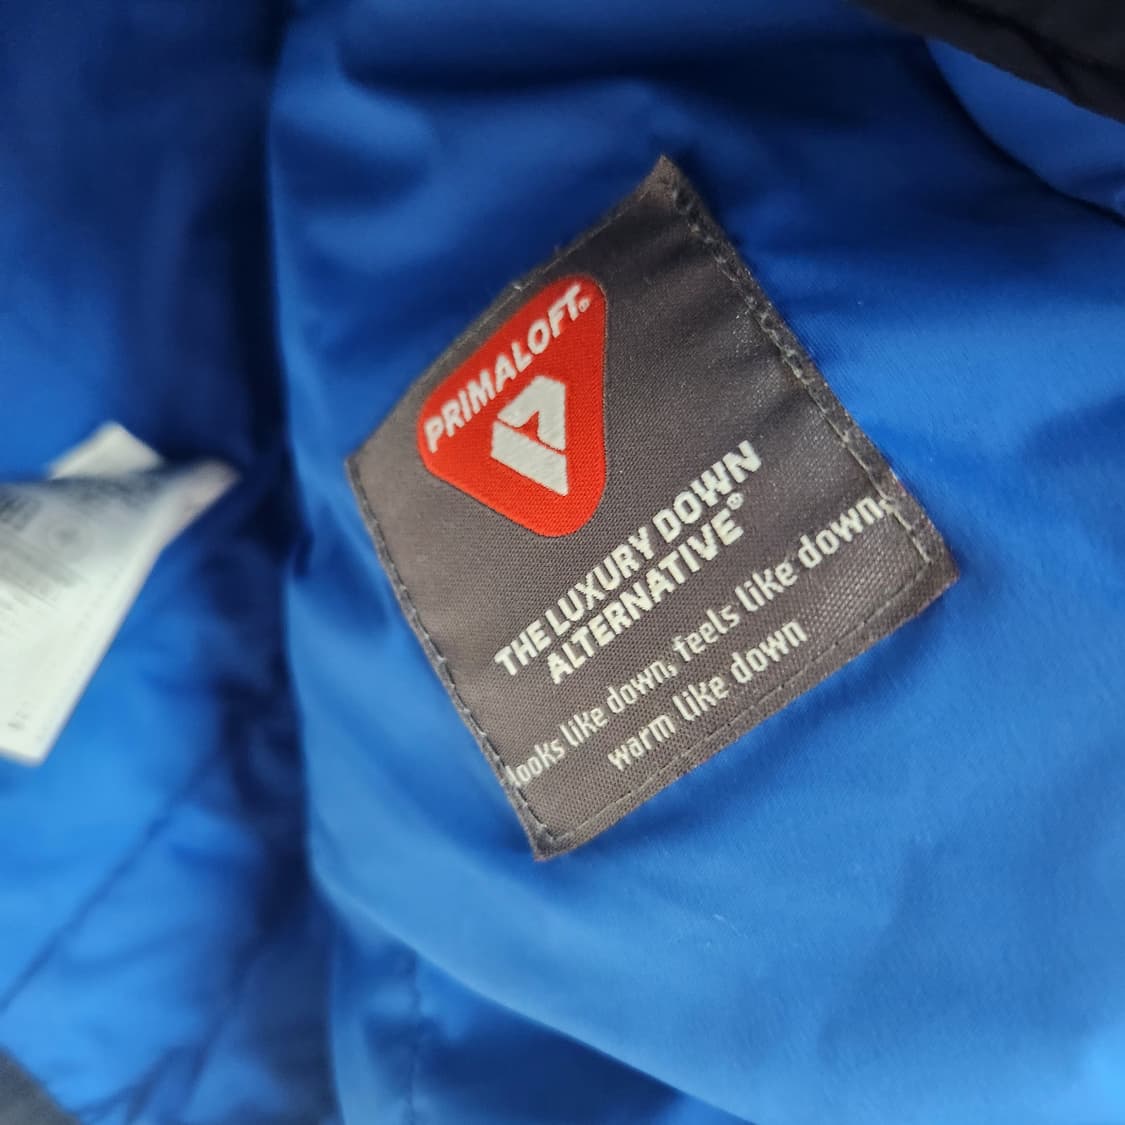 PRIMALOFT®
THE LUXURY DOWN
ALTERNATIVE®
looks like down, feels like down,
warm like down